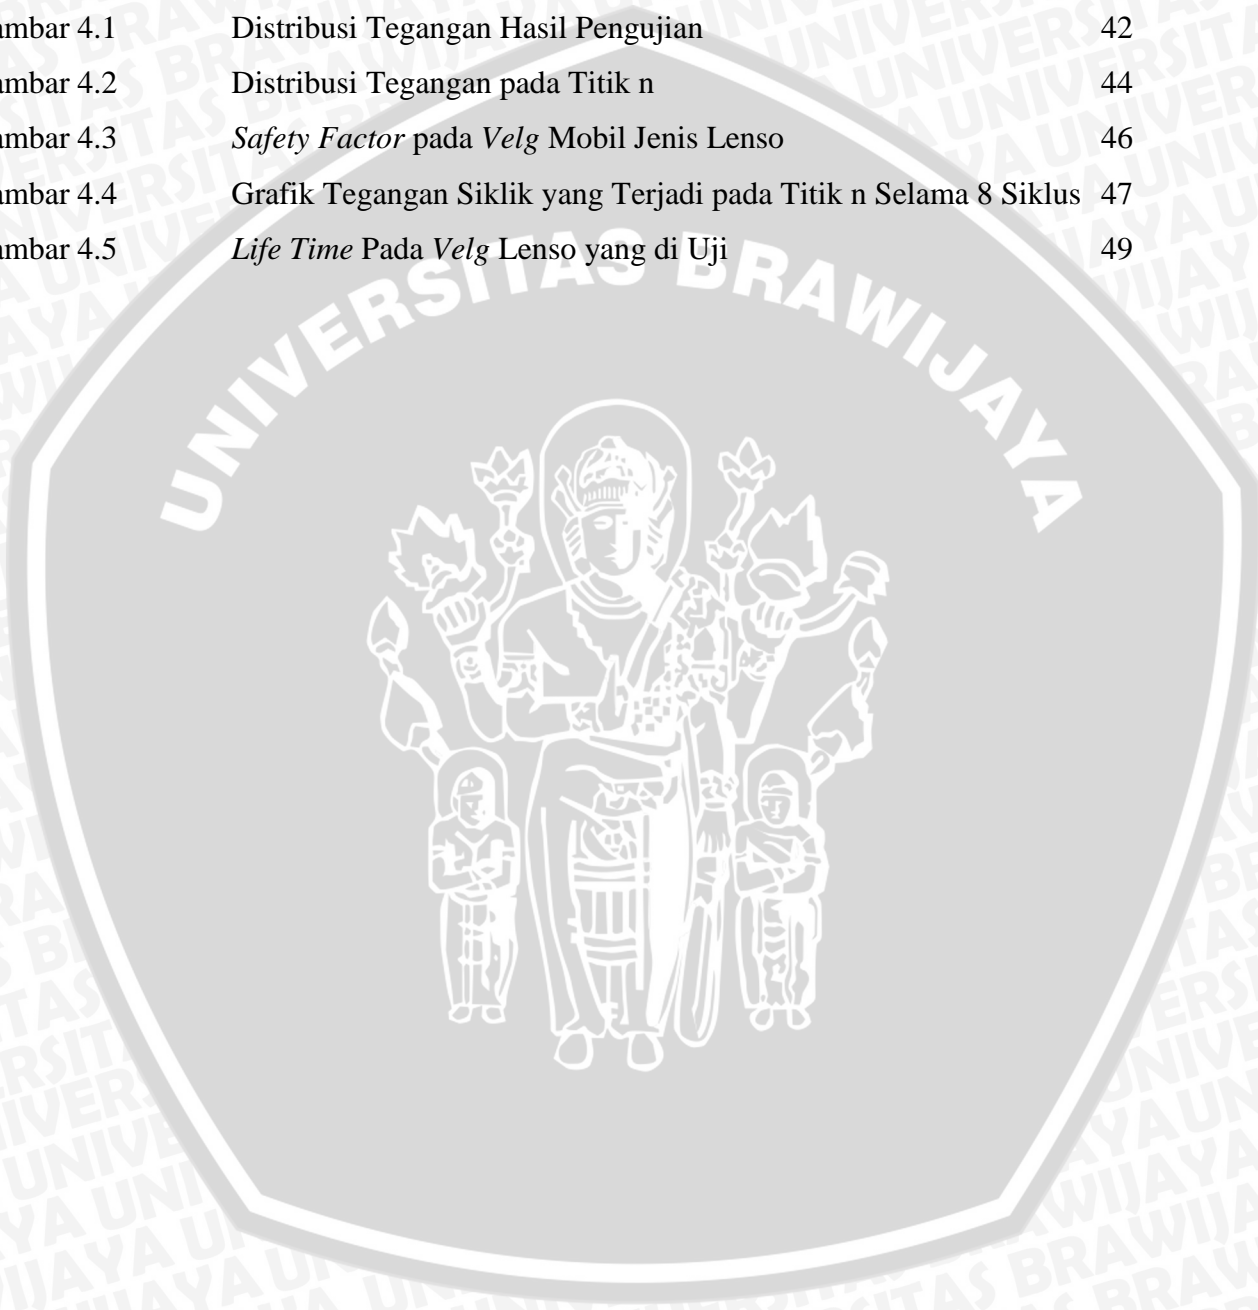 ambar 4.1 Distribusi Tegangan Hasil Pengujian 42
ambar 4.2 Distribusi Tegangan pada Titik n 44
ambar 4.3 Safety Factor pada Velg Mobil Jenis Lenso 46
ambar 4.4 Grafik Tegangan Siklik yang Terjadi pada Titik n Selama 8 Siklus 47
ambar 4.5 Life Time Pada Velg Lenso yang di Uji 49
UNIVERSITAS BRAWIJAYA